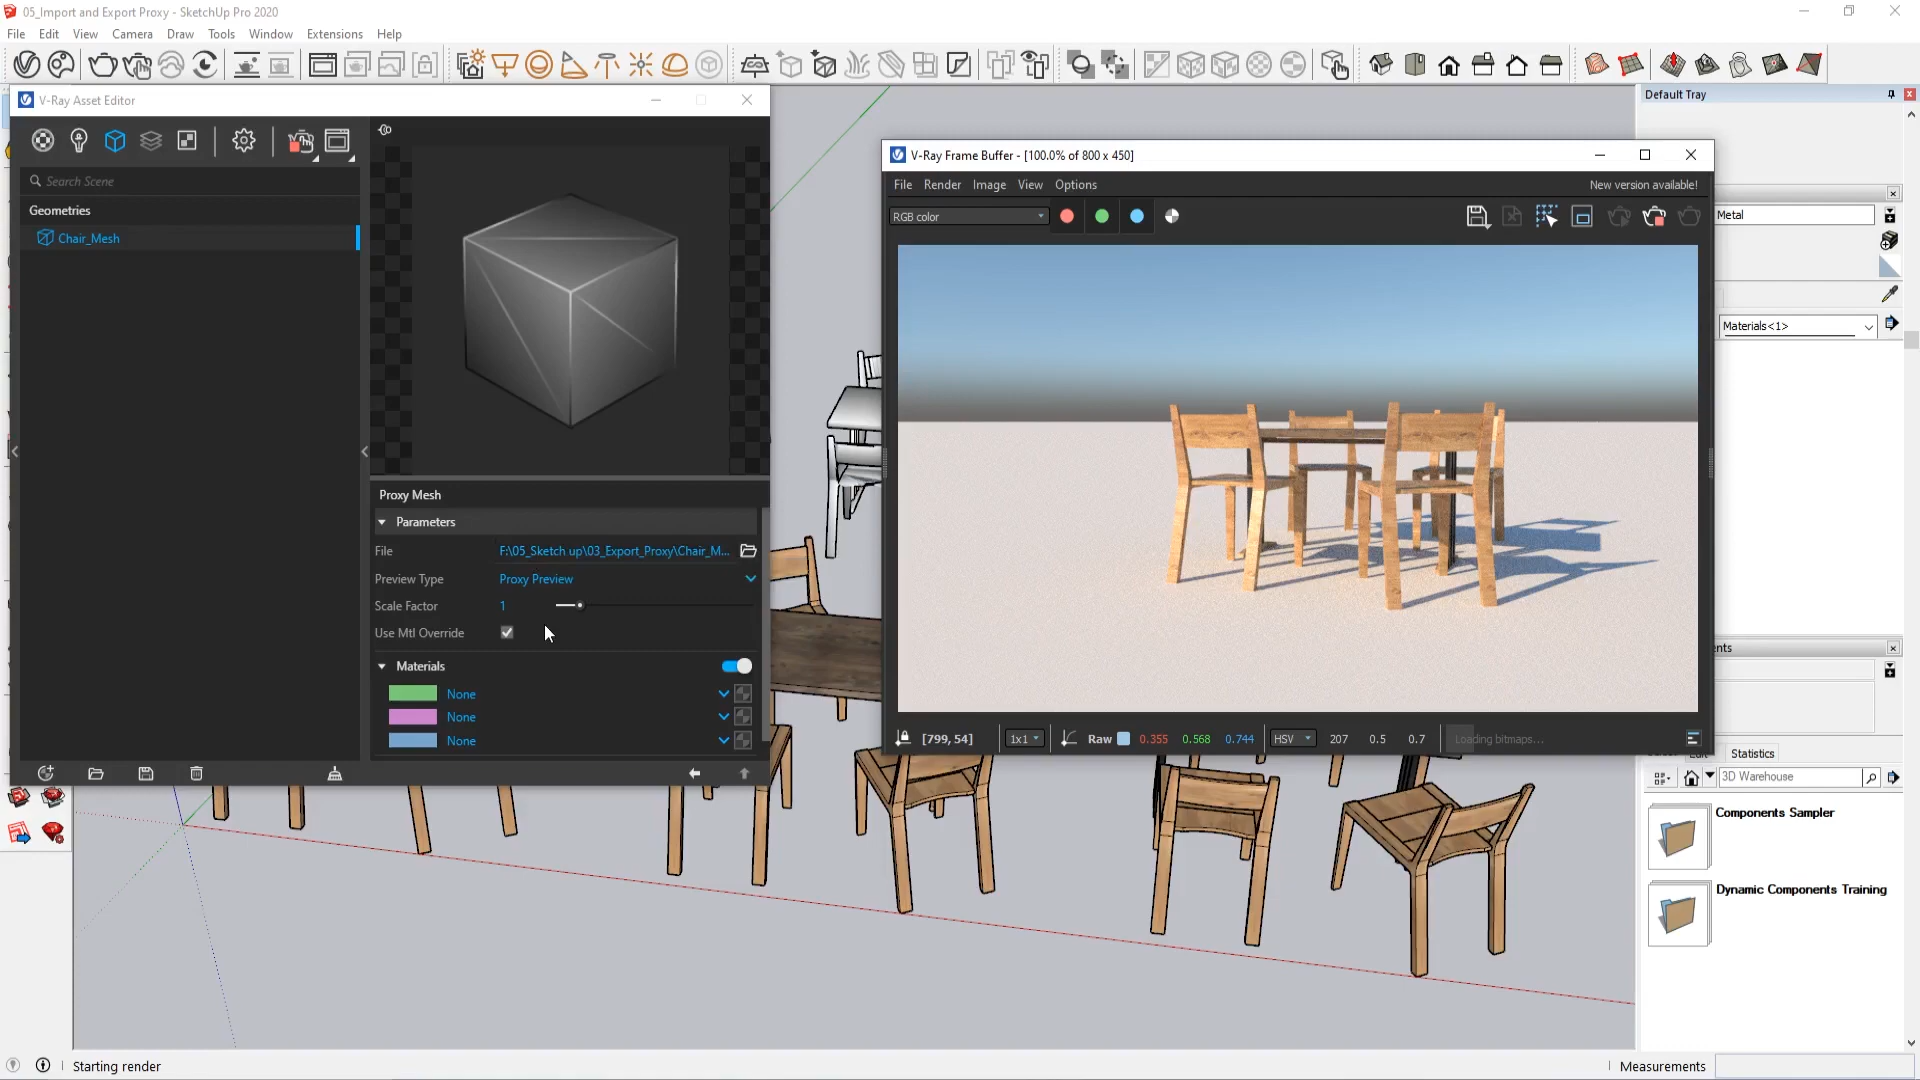 05_Import and Export Proxy - SketchUp Pro 2020
File Edit View Camera Draw Tools Window Extensions Help
V-Ray Asset Editor
Search Scene
Geometries
Chair_Mesh
Proxy Mesh
Parameters
File F:\05_Sketch up\03_Export_Proxy\Chair_M...
Preview Type Proxy Preview
Scale Factor 1
Use Mtl Override
Materials
None
None
None
V-Ray Frame Buffer - [100.0% of 800 x 450]
File Render Image View Options New version available!
RGB color
[799, 54] 1x1 Raw 0.355 0.568 0.744 HSV 207 0.5 0.7 Loading bitmaps...
Default Tray
Metal
Materials<1>
Statistics
3D Warehouse
Components Sampler
Dynamic Components Training
Starting render
Measurements